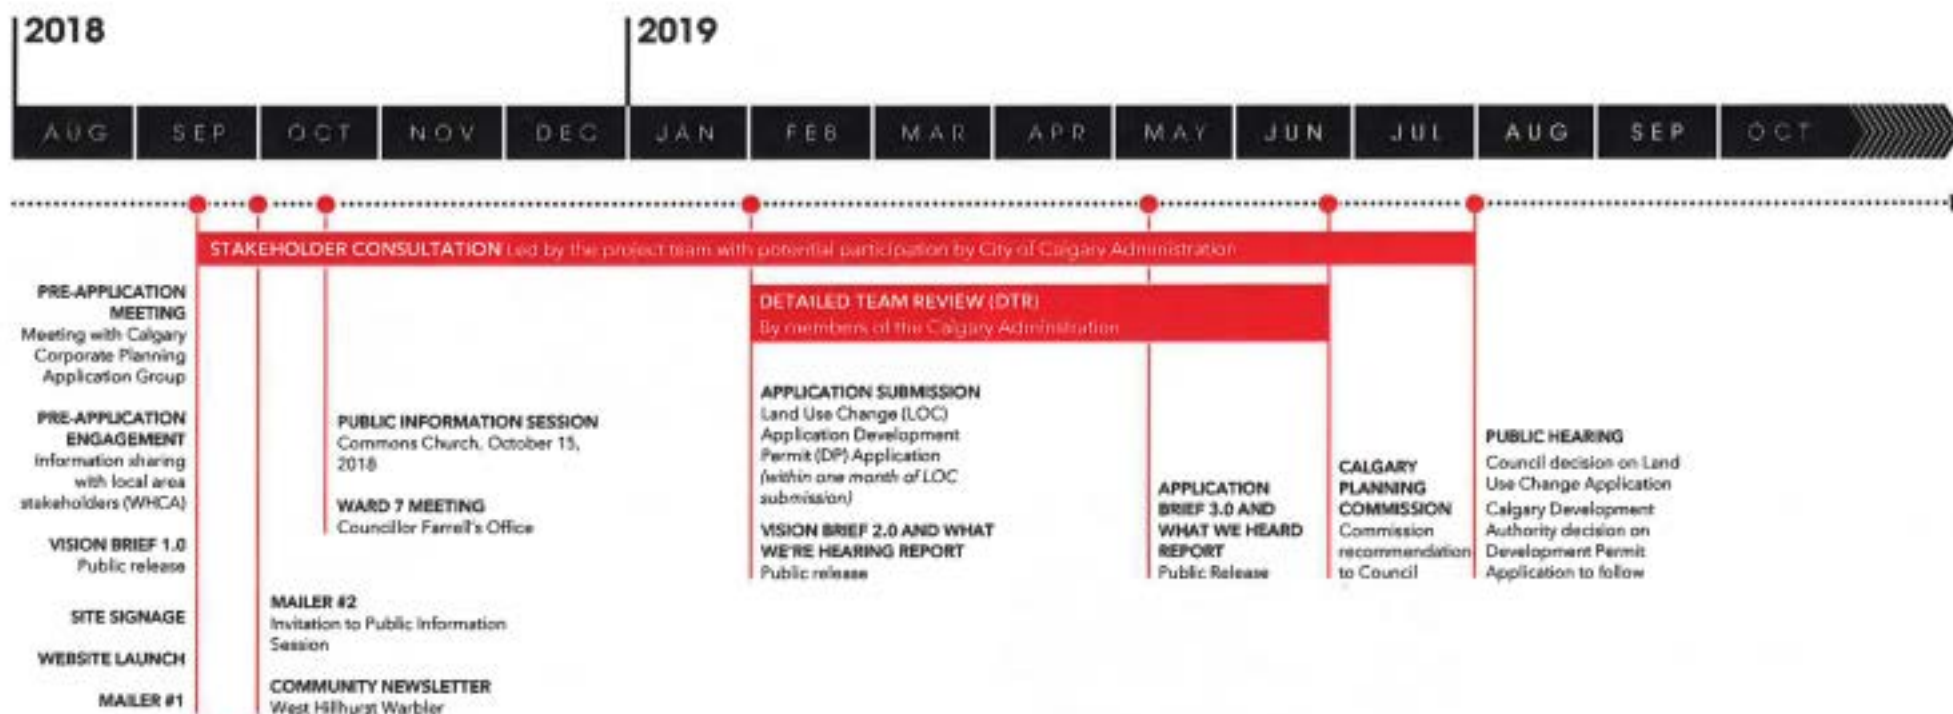 2018
2019
AUG SEP OCT NOV DEC JAN FEB MAR APR MAY JUN JUL AUG SEP OCT
STAKEHOLDER CONSULTATION Led by the project team with potential participation by City of Calgary Administration
DETAILED TEAM REVIEW (DTR)
By members of the Calgary Administration
PRE-APPLICATION
MEETING
Meeting with Calgary
Corporate Planning
Application Group
PRE-APPLICATION
ENGAGEMENT
Information sharing
with local area
stakeholders (WHCA)
VISION BRIEF 1.0
Public release
SITE SIGNAGE
WEBSITE LAUNCH
MAILER #1
PUBLIC INFORMATION SESSION
Commons Church, October 15,
2018
WARD 7 MEETING
Councillor Farrell's Office
MAILER #2
Invitation to Public Information
Session
COMMUNITY NEWSLETTER
West Hillhurst Warbler
APPLICATION SUBMISSION
Land Use Change (LOC)
Application Development
Permit (DP) Application
(within one month of LOC
submission)
VISION BRIEF 2.0 AND WHAT
WE'RE HEARING REPORT
Public release
APPLICATION
BRIEF 3.0 AND
WHAT WE HEARD
REPORT
Public Release
CALGARY
PLANNING
COMMISSION
Commission
recommendation
to Council
PUBLIC HEARING
Council decision on Land
Use Change Application
Calgary Development
Authority decision on
Development Permit
Application to follow